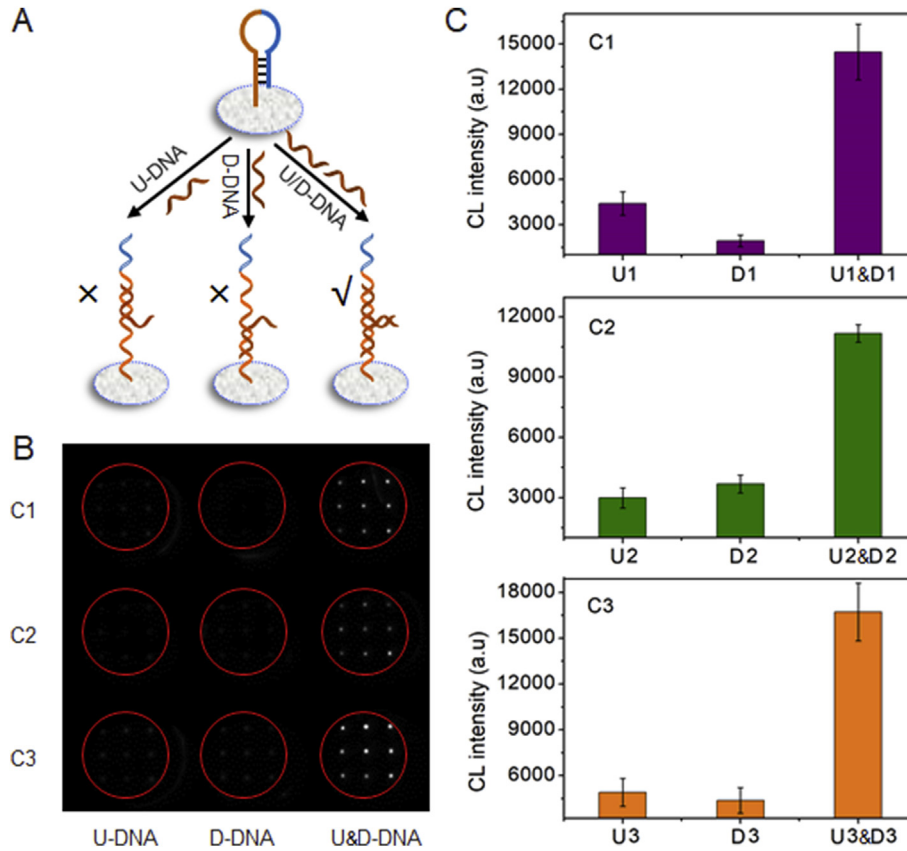 A
U-DNA
D-DNA
U/D-DNA
×
×
√
B
C1
C2
C3
U-DNA
D-DNA
U&D-DNA
C
C1
CL intensity (a.u)
15000
12000
9000
6000
3000
U1
D1
U1&D1
C2
CL intensity (a.u)
12000
9000
6000
3000
U2
D2
U2&D2
C3
CL intensity (a.u)
18000
15000
12000
9000
6000
U3
D3
U3&D3